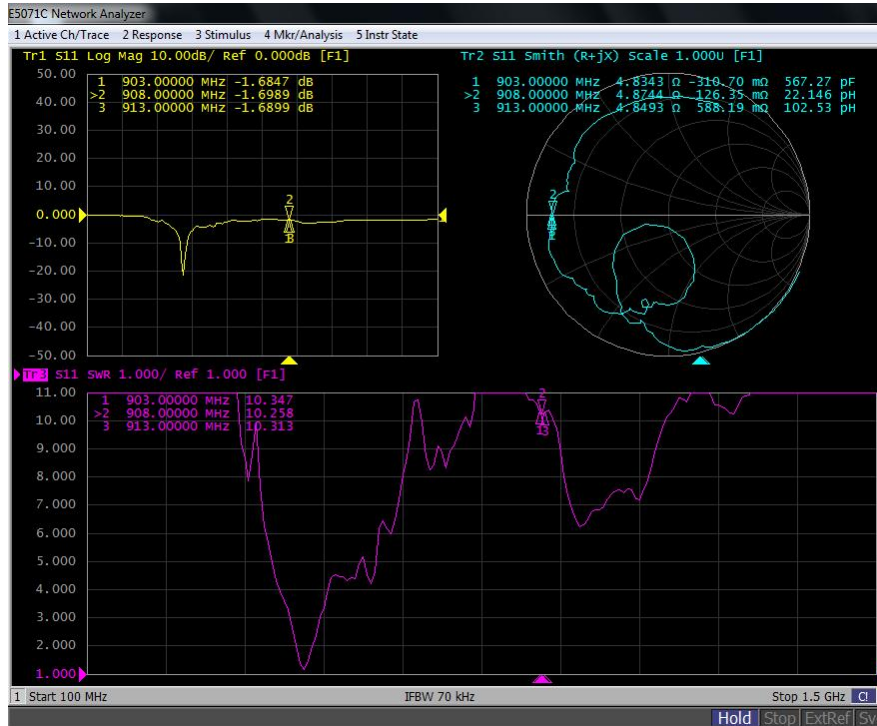 E5071C Network Analyzer
1 Active Ch/Trace 2 Response 3 Stimulus 4 Mkr/Analysis 5 Instr State
Tr1 S11 Log Mag 10.00dB/ Ref 0.000dB [F1]
50.00
1 903.00000 MHz -1.6847 dB
>2 908.00000 MHz -1.6989 dB
3 913.00000 MHz -1.6899 dB
40.00
30.00
20.00
10.00
0.000
-10.00
-20.00
-30.00
-40.00
-50.00
2
1
Tr2 S11 Smith (R+jX) Scale 1.000U [F1]
1 903.00000 MHz 4.8343 Ω -310.70 mΩ 567.27 pF
>2 908.00000 MHz 4.8744 Ω 126.35 mΩ 22.146 pH
3 913.00000 MHz 4.8493 Ω 588.19 mΩ 102.53 pH
2
Tr3 S11 SWR 1.000/ Ref 1.000 [F1]
11.00
1 903.00000 MHz 10.347
>2 908.00000 MHz 10.258
3 913.00000 MHz 10.313
10.00
9.000
8.000
7.000
6.000
5.000
4.000
3.000
2.000
1.000
2
13
1 Start 100 MHz IFBW 70 kHz Stop 1.5 GHz C!
Hold Stop ExtRef Sv